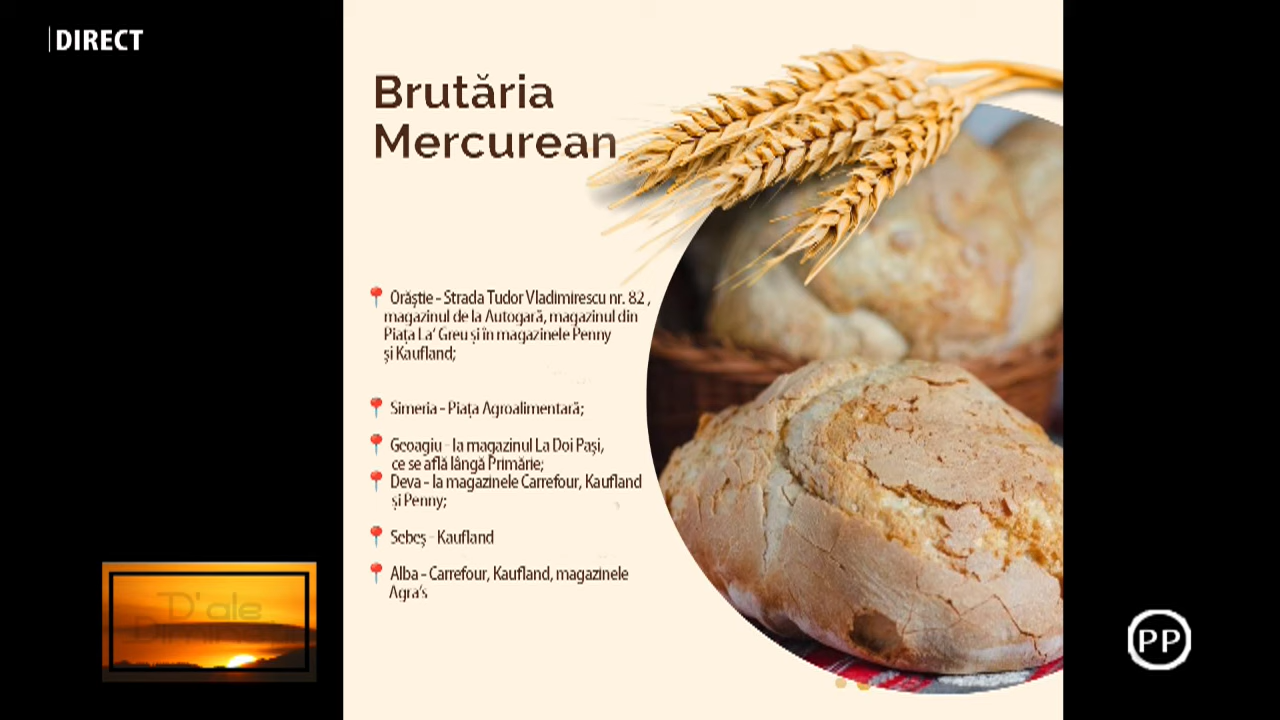 DIRECT
Brutăria
Mercurean
Orăștie - Strada Tudor Vladimirescu nr. 82 ,
magazinul de la Autogară, magazinul din
Piața La' Greu și în magazinele Penny
și Kaufland;
Simeria - Piața Agroalimentară;
Geoagiu - la magazinul La Doi Pași,
ce se află lângă Primărie;
Deva - la magazinele Carrefour, Kaufland
și Penny;
Sebeș - Kaufland
Alba - Carrefour, Kaufland, magazinele
Agra's
D'ale
PP